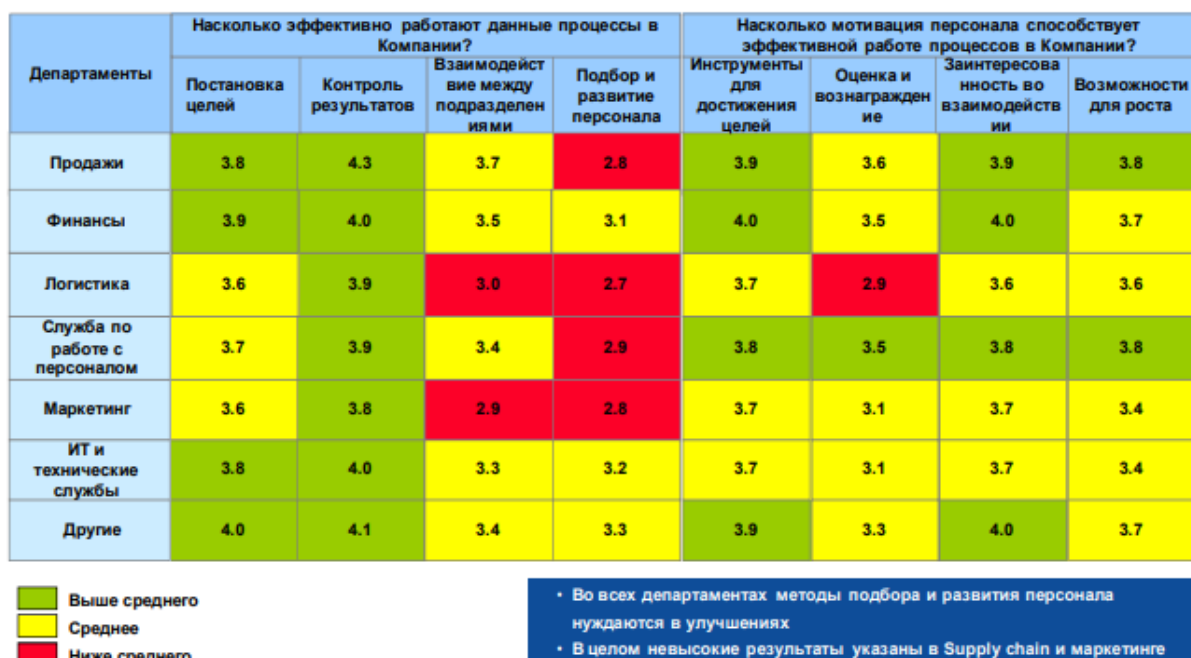 Департаменты
Насколько эффективно работают данные процессы в
Компании?
Насколько мотивация персонала способствует
эффективной работе процессов в Компании?
Постановка
целей
Контроль
результатов
Взаимодейст
вие между
подразделен
иями
Подбор и
развитие
персонала
Инструменты
для
достижения
целей
Оценка и
вознагражден
ие
Заинтересова
нность во
взаимодейств
ии
Возможности
для роста
Продажи 3.8 4.3 3.7 2.8 3.9 3.6 3.9 3.8
Финансы 3.9 4.0 3.5 3.1 4.0 3.5 4.0 3.7
Логистика 3.6 3.9 3.0 2.7 3.7 2.9 3.6 3.6
Служба по
работе с
персоналом
3.7 3.9 3.4 2.9 3.8 3.5 3.8 3.8
Маркетинг 3.6 3.8 2.9 2.8 3.7 3.1 3.7 3.4
ИТ и
технические
службы
3.8 4.0 3.3 3.2 3.7 3.1 3.7 3.4
Другие 4.0 4.1 3.4 3.3 3.9 3.3 4.0 3.7
Выше среднего
Среднее
Ниже среднего
• Во всех департаментах методы подбора и развития персонала
нуждаются в улучшениях
• В целом невысокие результаты указаны в Supply chain и маркетинге